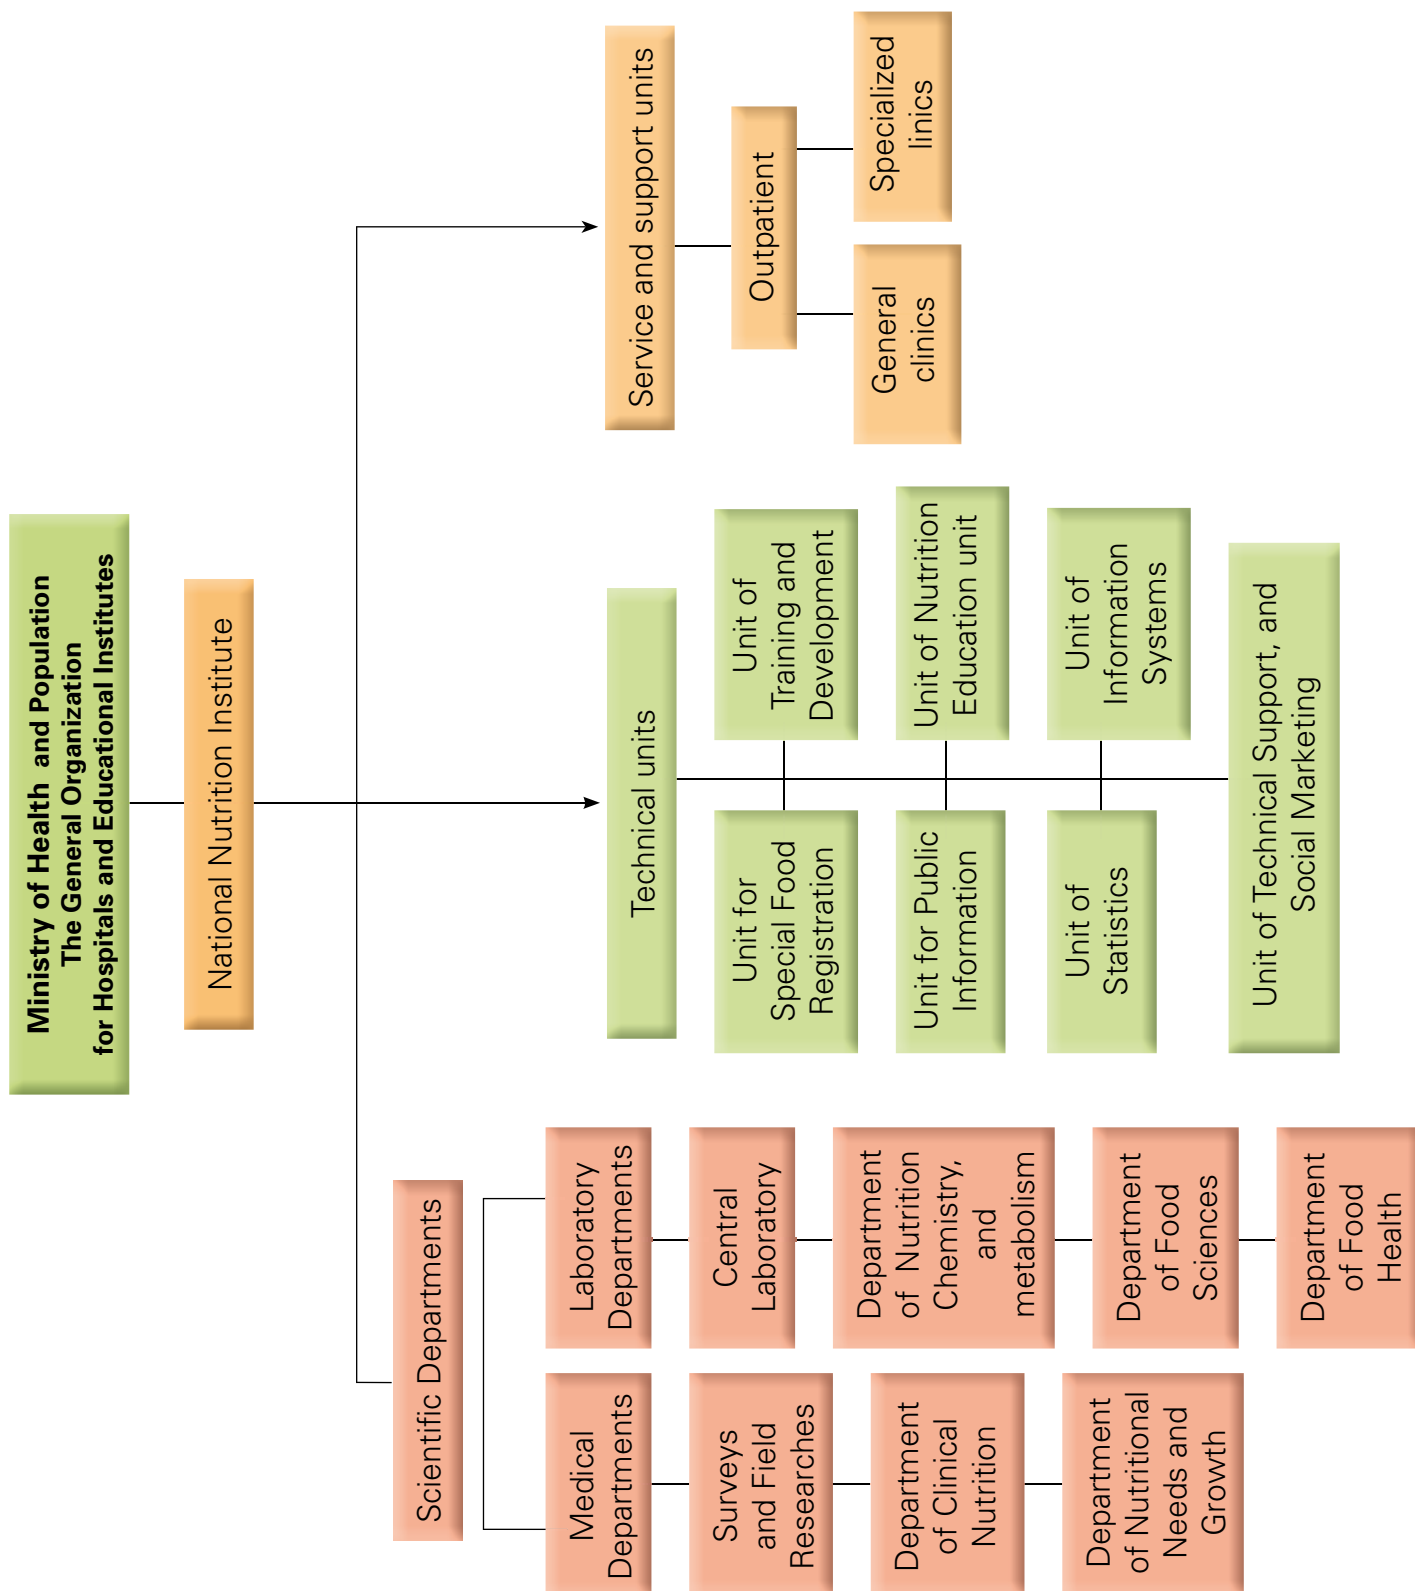 Ministry of Health and Population
The General Organization
for Hospitals and Educational Institutes
National Nutrition Institute
Scientific Departments
Medical
Departments
Surveys
and Field
Researches
Department
of Clinical
Nutrition
Department
of Nutritional
Needs and
Growth
Laboratory
Departments
Central
Laboratory
Department
of Nutrition
Chemistry,
and
metabolism
Department
of Food
Sciences
Department
of Food
Health
Technical units
Unit for
Special Food
Registration
Unit of
Training and
Development
Unit for Public
Information
Unit of Nutrition
Education unit
Unit of
Statistics
Unit of
Information
Systems
Unit of Technical Support, and
Social Marketing
Service and support units
Outpatient
General
clinics
Specialized
linics